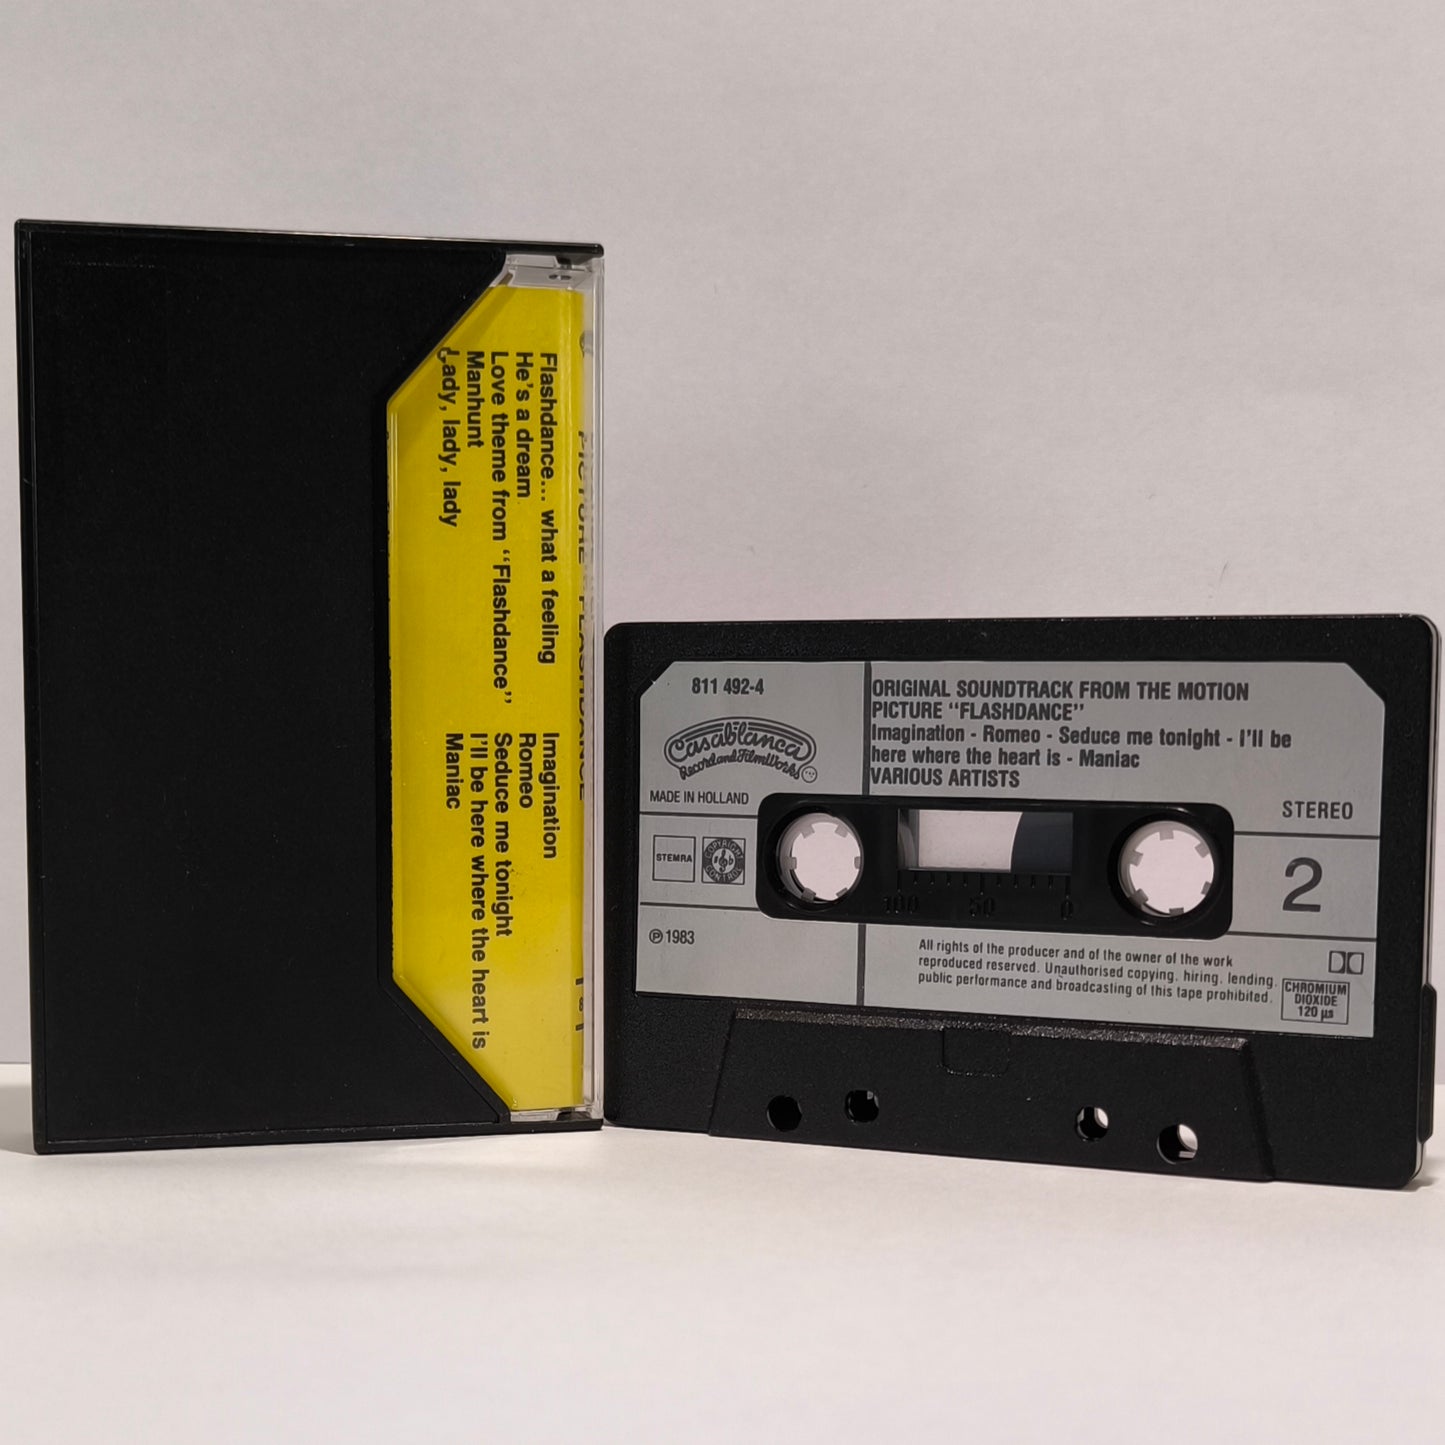 Flashdance... what a feeling
He's a dream
Love theme from "Flashdance"
Manhunt
Lady, lady, lady
Imagination
Romeo
Seduce me tonight
I'll be here where the heart is
Maniac
PICTURE "FLASHDANCE"
811 492-4
Casablanca
Record and FilmWorks
MADE IN HOLLAND
STEMRA
COPYRIGHT CONTROL
℗ 1983
ORIGINAL SOUNDTRACK FROM THE MOTION
PICTURE "FLASHDANCE"
Imagination - Romeo - Seduce me tonight - I'll be
here where the heart is - Maniac
VARIOUS ARTISTS
STEREO
2
100 50 0
All rights of the producer and of the owner of the work
reproduced reserved. Unauthorised copying, hiring, lending,
public performance and broadcasting of this tape prohibited.
CHROMIUM
DIOXIDE
120 µs